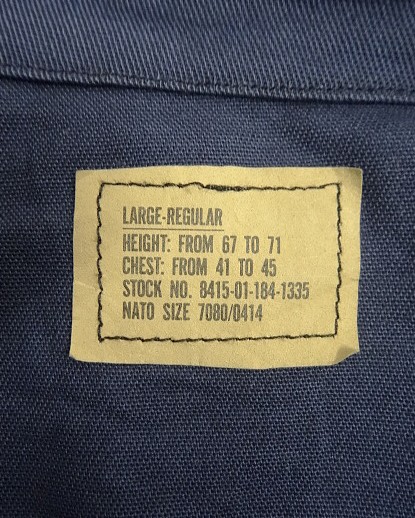 LARGE-REGULAR
HEIGHT: FROM 67 TO 71
CHEST: FROM 41 TO 45
STOCK NO. 8415-01-184-1335
NATO SIZE 7080/0414